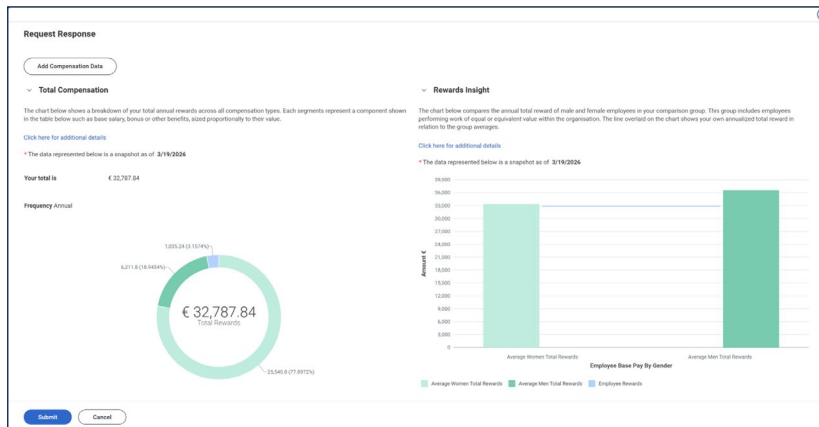 Request Response
Add Compensation Data
Total Compensation
The chart below shows a breakdown of your total annual rewards across all compensation types. Each segments represent a component shown
in the table below such as base salary, bonus or other benefits, sized proportionally to their value.
Click here for additional details
* The data represented below is a snapshot as of 3/19/2026
Your total is € 32,787.84
Frequency Annual
1,035.24 (3.1574%)
6,211.8 (18.9454%)
€ 32,787.84
Total Rewards
25,540.8 (77.8972%)
Rewards Insight
The chart below compares the annual total reward of male and female employees in your comparison group. This group includes employees
performing work of equal or equivalent value within the organisation. The line overlaid on the chart shows your own annualized total reward in
relation to the group averages.
Click here for additional details
* The data represented below is a snapshot as of 3/19/2026
Amount €
39,000
36,000
33,000
30,000
27,000
24,000
21,000
18,000
15,000
12,000
9,000
6,000
3,000
0
Average Women Total Rewards Average Men Total Rewards
Employee Base Pay By Gender
Average Women Total Rewards Average Men Total Rewards Employee Rewards
Submit Cancel